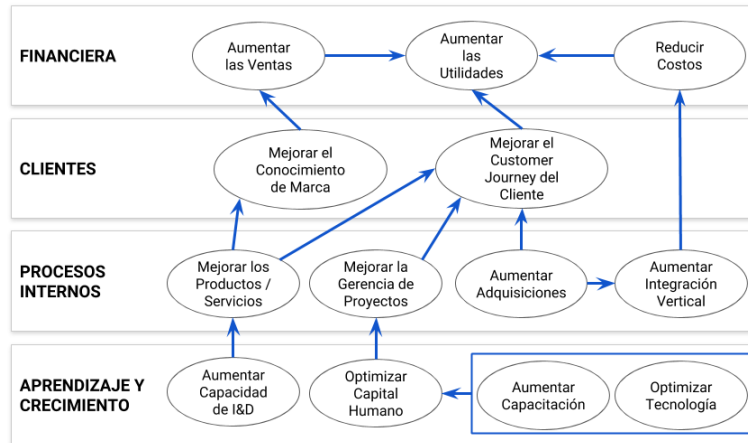 FINANCIERA
Aumentar
las Ventas
Aumentar
las
Utilidades
Reducir
Costos
CLIENTES
Mejorar el
Conocimiento
de Marca
Mejorar el
Customer
Journey del
Cliente
PROCESOS
INTERNOS
Mejorar los
Productos /
Servicios
Mejorar la
Gerencia de
Proyectos
Aumentar
Adquisiciones
Aumentar
Integración
Vertical
APRENDIZAJE Y
CRECIMIENTO
Aumentar
Capacidad
de I&D
Optimizar
Capital
Humano
Aumentar
Capacitación
Optimizar
Tecnología